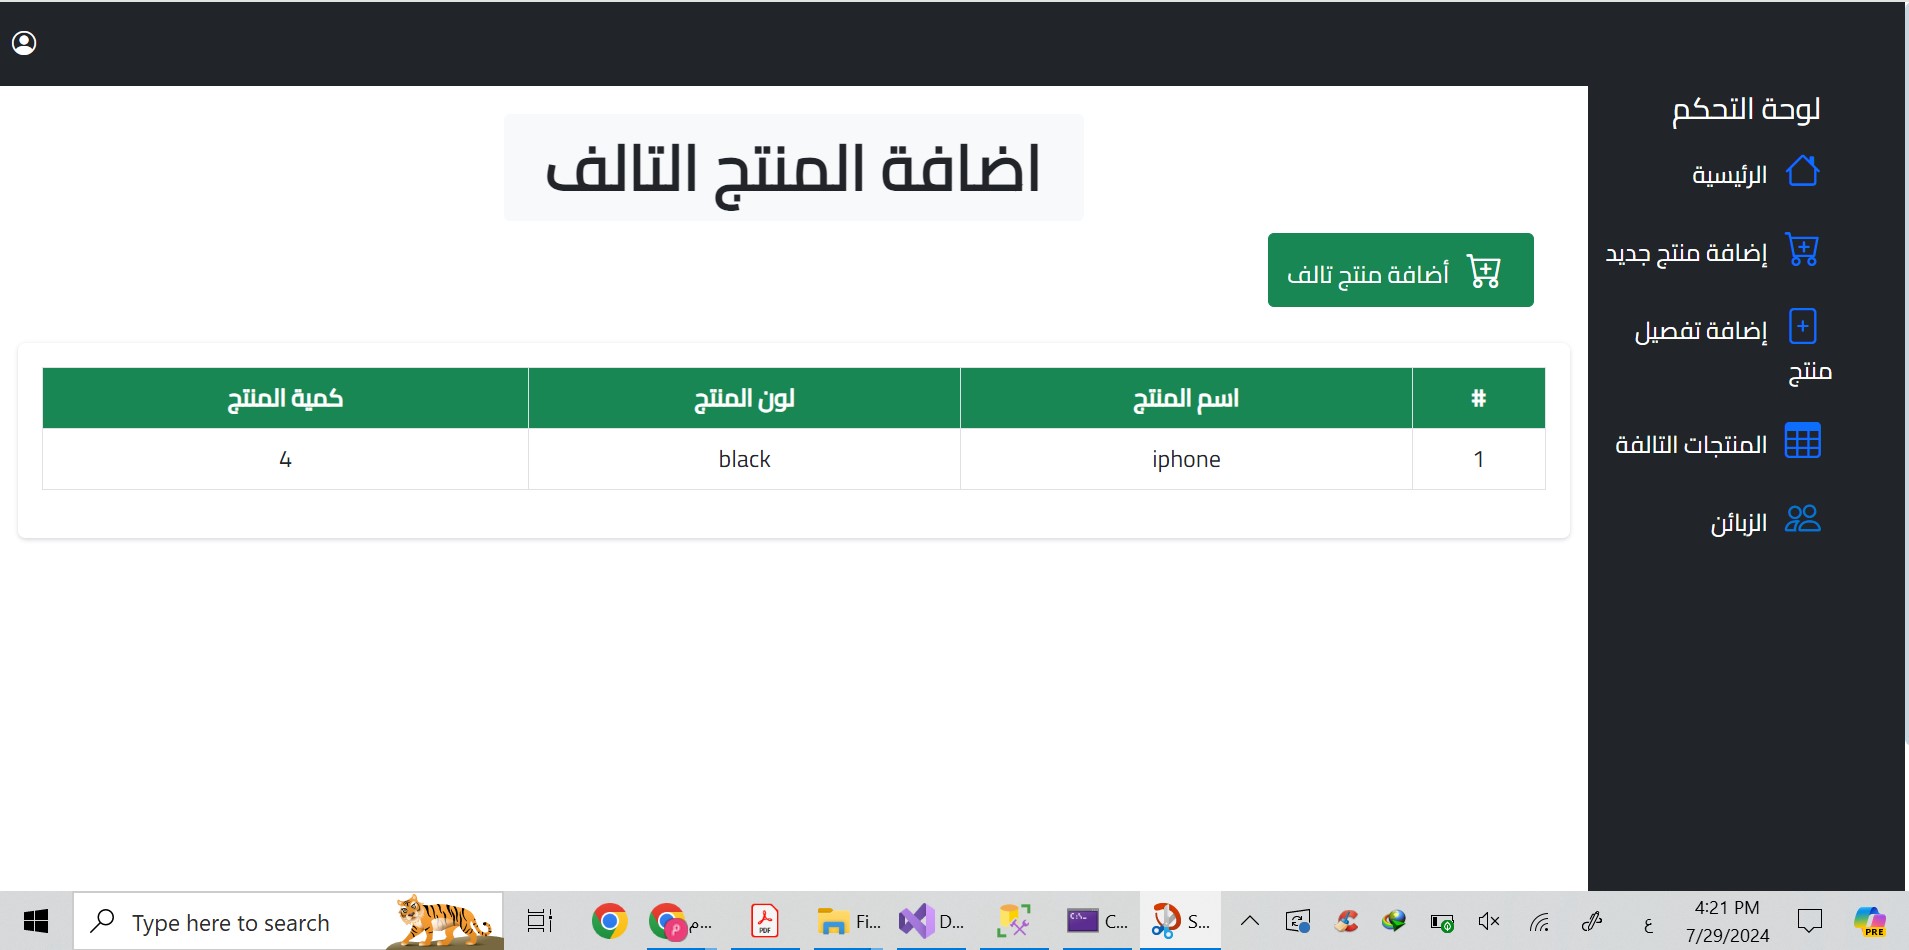 لوحة التحكم
الرئيسية
إضافة منتج جديد
إضافة تفصيل
منتج
المنتجات التالفة
الزبائن
اضافة المنتج التالف
أضافة منتج تالف
# اسم المنتج لون المنتج كمية المنتج
1 iphone black 4
Type here to search
PDF
م...
Fi...
D...
C:\.
C...
S...
ع
4:21 PM
7/29/2024
PRE